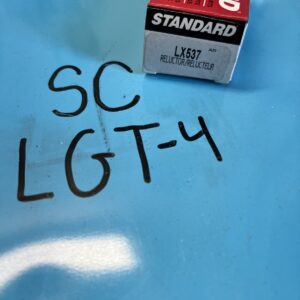 STANDARD
LX537
RELUCTOR/RELUCTEUR
SC
LGT-4